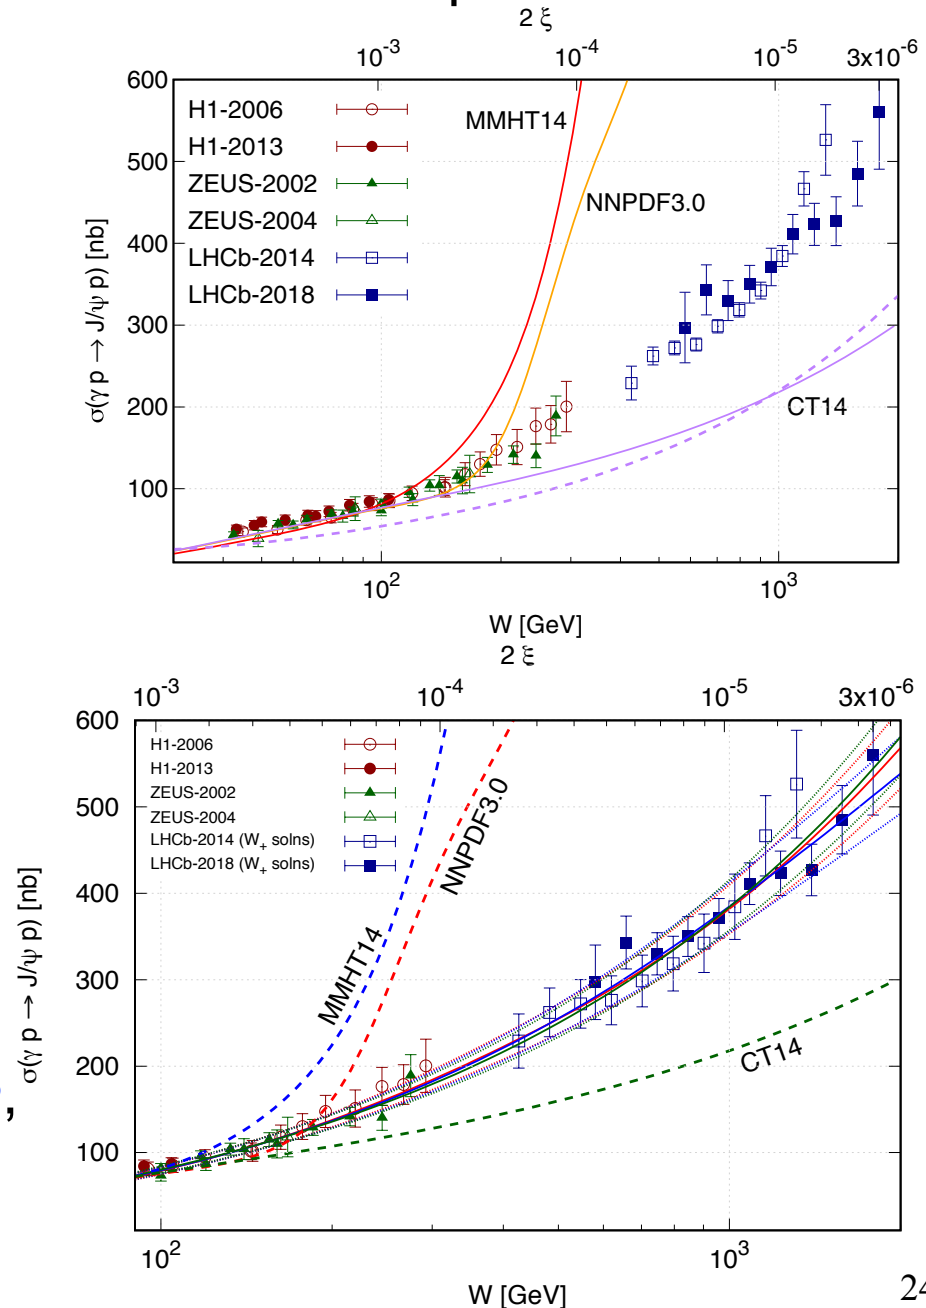 2 ξ
10-3 10-4 10-5 3x10-6
600
500
400
300
200
100
σ(γ p → J/ψ p) [nb]
H1-2006
H1-2013
ZEUS-2002
ZEUS-2004
LHCb-2014
LHCb-2018
MMHT14
NNPDF3.0
CT14
102 103
W [GeV]
2 ξ
10-3 10-4 10-5 3x10-6
600
500
400
300
200
100
σ(γ p → J/ψ p) [nb]
H1-2006
H1-2013
ZEUS-2002
ZEUS-2004
LHCb-2014 (W+ solns)
LHCb-2018 (W+ solns)
MMHT14
NNPDF3.0
CT14
102 103
W [GeV]